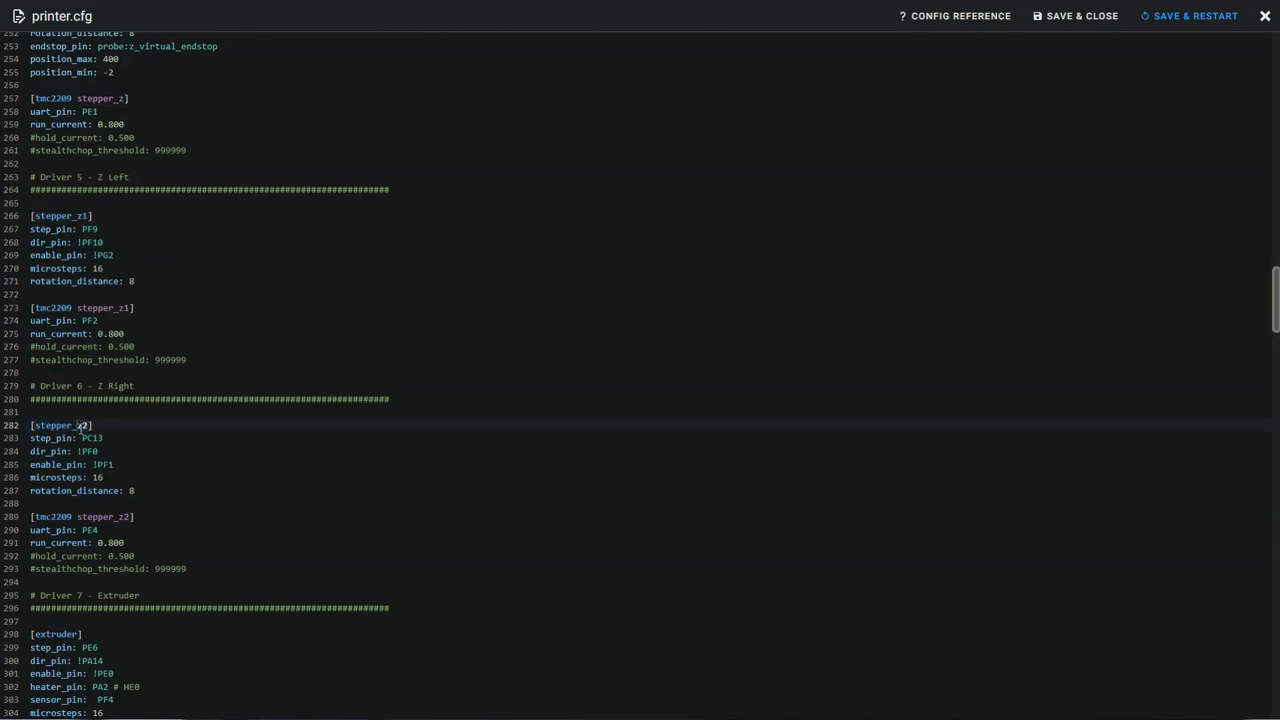 printer.cfg
? CONFIG REFERENCE
SAVE & CLOSE
SAVE & RESTART
252 rotation_distance: 8
253 endstop_pin: probe:z_virtual_endstop
254 position_max: 400
255 position_min: -2
256
257 [tmc2209 stepper_z]
258 uart_pin: PE1
259 run_current: 0.800
260 #hold_current: 0.500
261 #stealthchop_threshold: 999999
262
263 # Driver 5 - Z Left
264 #####################################################################
265
266 [stepper_z1]
267 step_pin: PF9
268 dir_pin: !PF10
269 enable_pin: !PG2
270 microsteps: 16
271 rotation_distance: 8
272
273 [tmc2209 stepper_z1]
274 uart_pin: PF2
275 run_current: 0.800
276 #hold_current: 0.500
277 #stealthchop_threshold: 999999
278
279 # Driver 6 - Z Right
280 #####################################################################
281
282 [stepper_z2]
283 step_pin: PC13
284 dir_pin: !PF0
285 enable_pin: !PF1
286 microsteps: 16
287 rotation_distance: 8
288
289 [tmc2209 stepper_z2]
290 uart_pin: PE4
291 run_current: 0.800
292 #hold_current: 0.500
293 #stealthchop_threshold: 999999
294
295 # Driver 7 - Extruder
296 #####################################################################
297
298 [extruder]
299 step_pin: PE6
300 dir_pin: !PA14
301 enable_pin: !PE0
302 heater_pin: PA2 # HE0
303 sensor_pin:  PF4
304 microsteps: 16